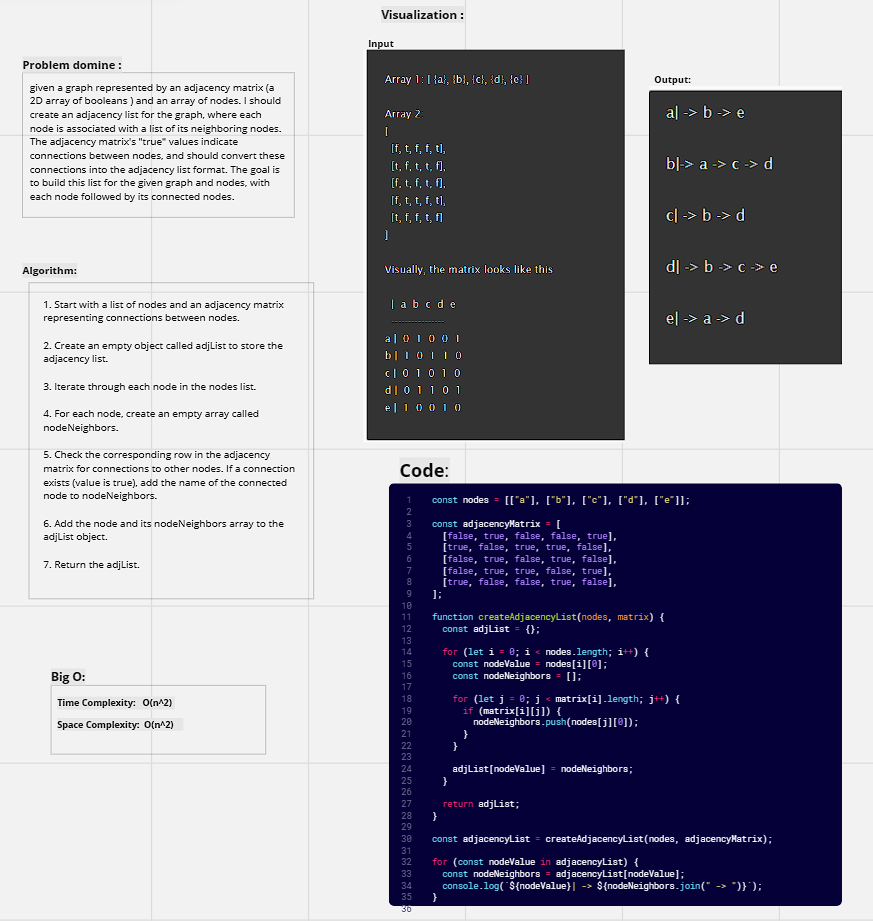 Visualization :
Problem domine :
given a graph represented by an adjacency matrix (a
2D array of booleans ) and an array of nodes. I should
create an adjacency list for the graph, where each
node is associated with a list of its neighboring nodes.
The adjacency matrix's "true" values indicate
connections between nodes, and should convert these
connections into the adjacency list format. The goal is
to build this list for the given graph and nodes, with
each node followed by its connected nodes.
Input
Array 1: [ {a}, {b}, {c}, {d}, {e} ]
Array 2:
[
[f, t, f, f, t],
[t, f, t, t, f],
[f, t, f, t, f],
[f, t, t, f, t],
[t, f, f, t, f]
]
Visually, the matrix looks like this
| a b c d e
------------------
a| 0 1 0 0 1
b| 1 0 1 1 0
c| 0 1 0 1 0
d| 0 1 1 0 1
e| 1 0 0 1 0
Output:
a| -> b -> e
b|-> a -> c -> d
c| -> b -> d
d| -> b -> c -> e
e| -> a -> d
Algorithm:
1. Start with a list of nodes and an adjacency matrix
representing connections between nodes.
2. Create an empty object called adjList to store the
adjacency list.
3. Iterate through each node in the nodes list.
4. For each node, create an empty array called
nodeNeighbors.
5. Check the corresponding row in the adjacency
matrix for connections to other nodes. If a connection
exists (value is true), add the name of the connected
node to nodeNeighbors.
6. Add the node and its nodeNeighbors array to the
adjList object.
7. Return the adjList.
Big O:
Time Complexity: O(n^2)
Space Complexity: O(n^2)
Code:
1 const nodes = [["a"], ["b"], ["c"], ["d"], ["e"]];
2
3 const adjacencyMatrix = [
4 [false, true, false, false, true],
5 [true, false, true, true, false],
6 [false, true, false, true, false],
7 [false, true, true, false, true],
8 [true, false, false, true, false],
9 ];
10
11 function createAdjacencyList(nodes, matrix) {
12 const adjList = {};
13
14 for (let i = 0; i < nodes.length; i++) {
15 const nodeValue = nodes[i][0];
16 const nodeNeighbors = [];
17
18 for (let j = 0; j < matrix[i].length; j++) {
19 if (matrix[i][j]) {
20 nodeNeighbors.push(nodes[j][0]);
21 }
22 }
23
24 adjList[nodeValue] = nodeNeighbors;
25 }
26
27 return adjList;
28 }
29
30 const adjacencyList = createAdjacencyList(nodes, adjacencyMatrix);
31
32 for (const nodeValue in adjacencyList) {
33 const nodeNeighbors = adjacencyList[nodeValue];
34 console.log(`${nodeValue}| -> ${nodeNeighbors.join(" -> ")}`);
35 }
36